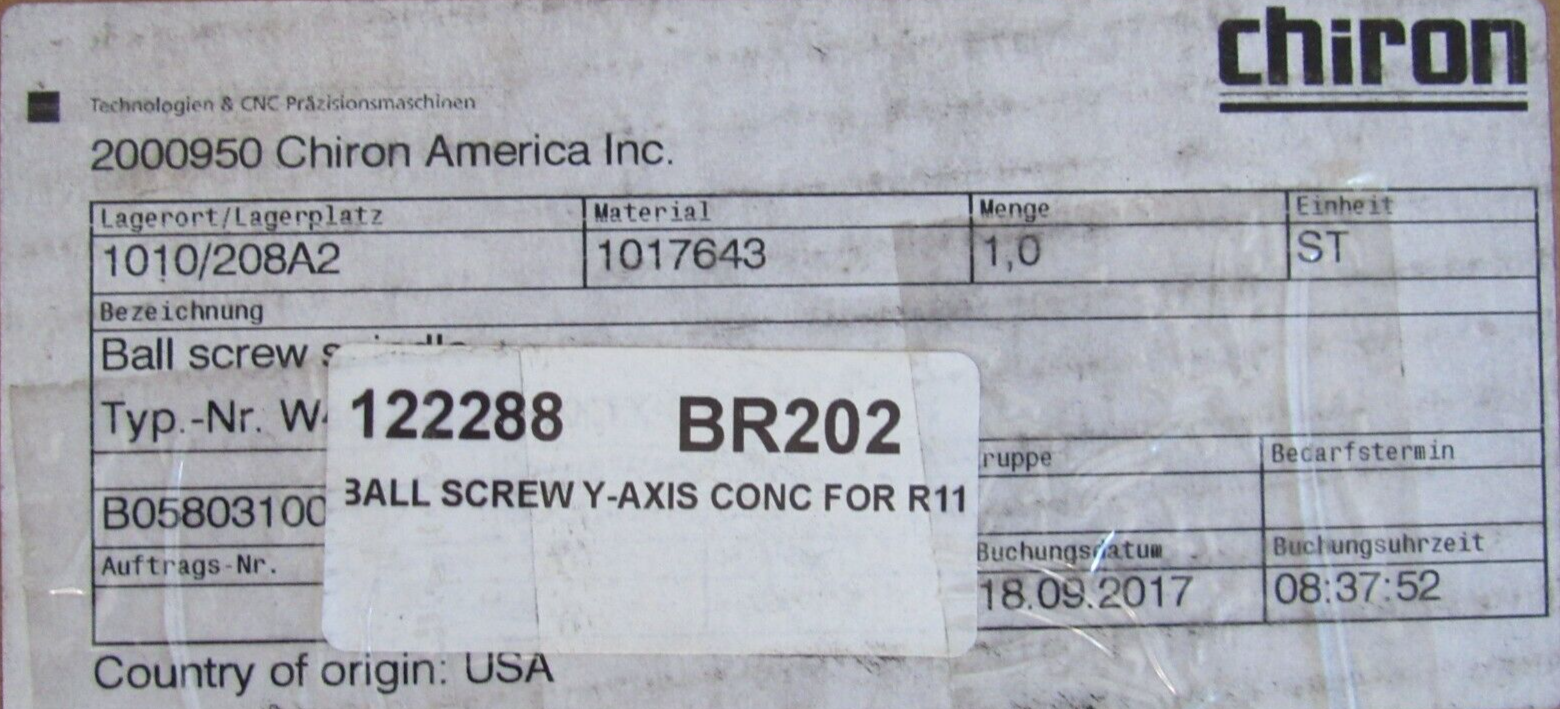 chiron
Technologien & CNC Präzisionsmaschinen
2000950 Chiron America Inc.
Lagerort/Lagerplatz Material Menge Einheit
1010/208A2 1017643 1,0 ST
Bezeichnung
Ball screw
Typ.-Nr. W-
122288 BR202
BALL SCREW Y-AXIS CONC FOR R11
ruppe Bedarfstermin
B05803100
Auftrags-Nr. Buchungsdatum Buchungsuhrzeit
18.09.2017 08:37:52
Country of origin: USA